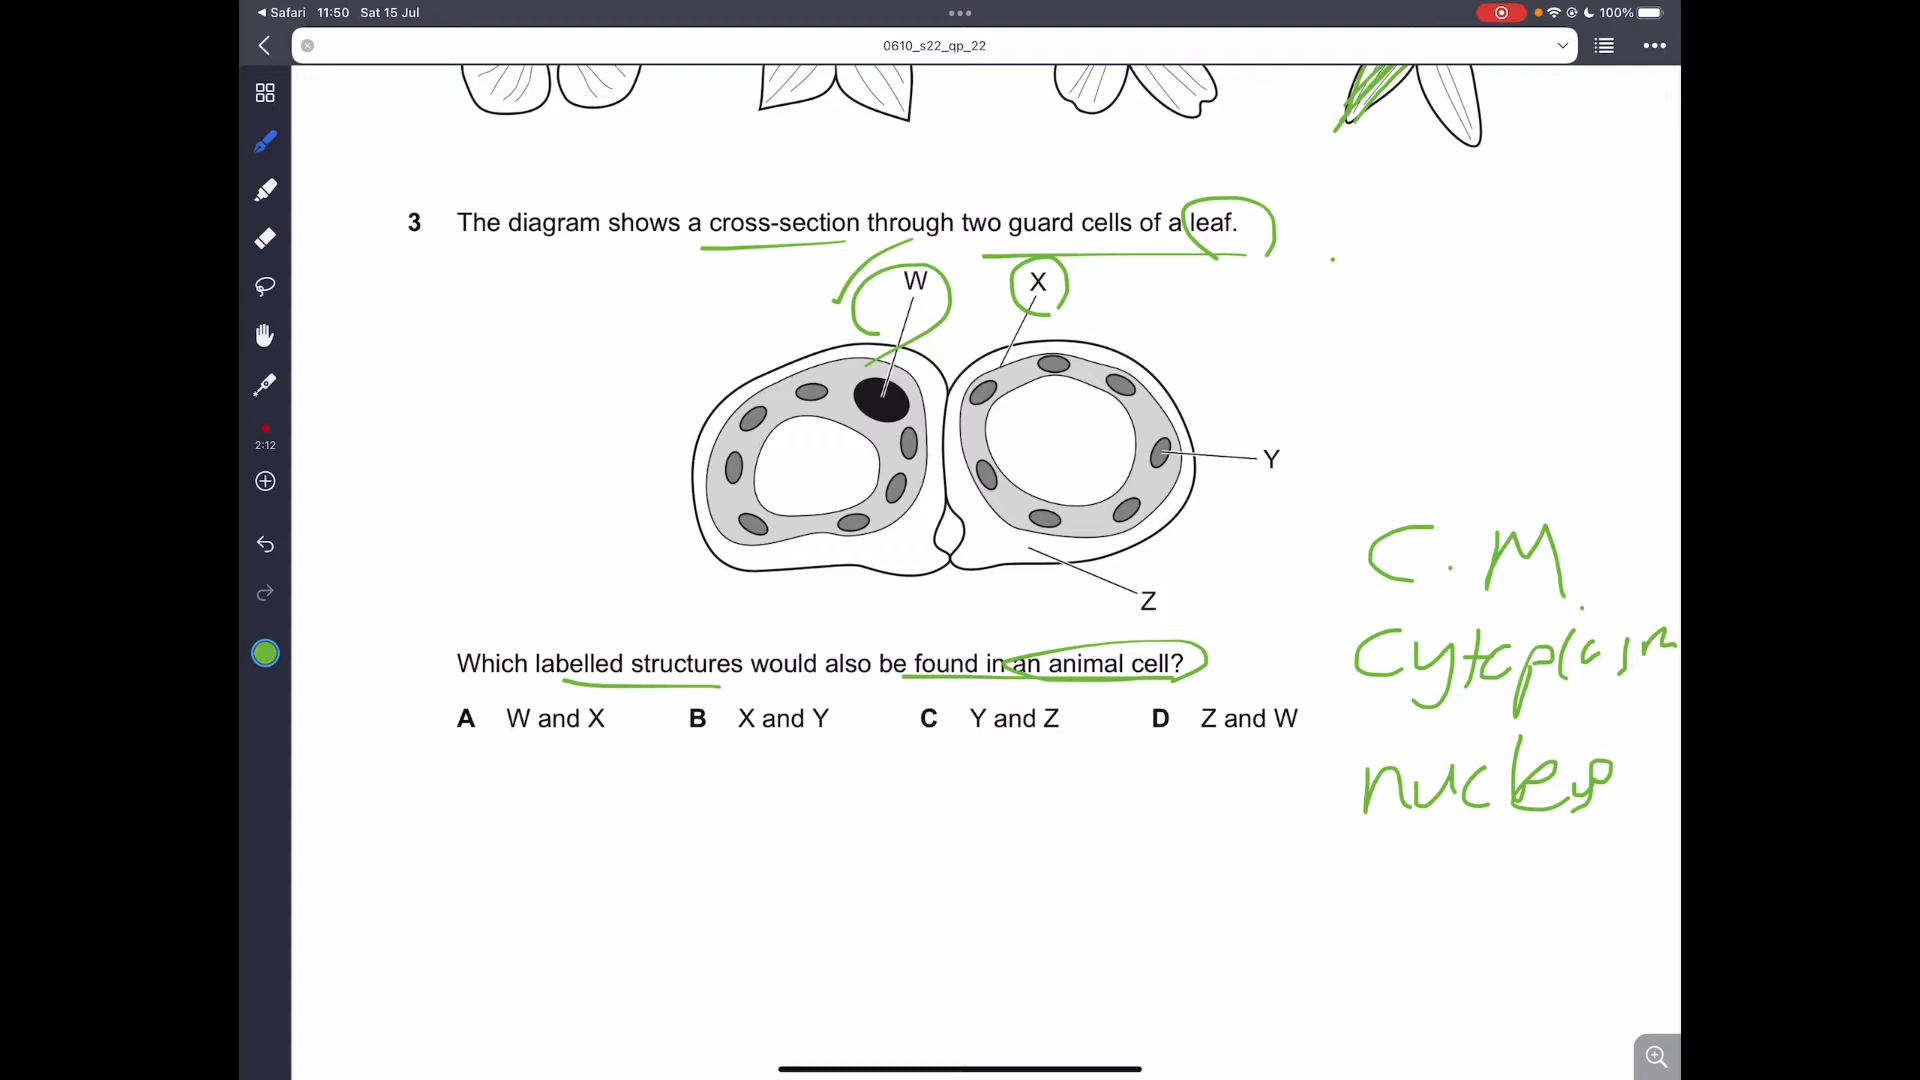 Safari 11:50 Sat 15 Jul
100%
0610_s22_qp_22
3 The diagram shows a cross-section through two guard cells of a leaf.
W X
Y
Z
2:12
C.M.
Cytoplasm
Which labelled structures would also be found in an animal cell?
A W and X B X and Y C Y and Z D Z and W